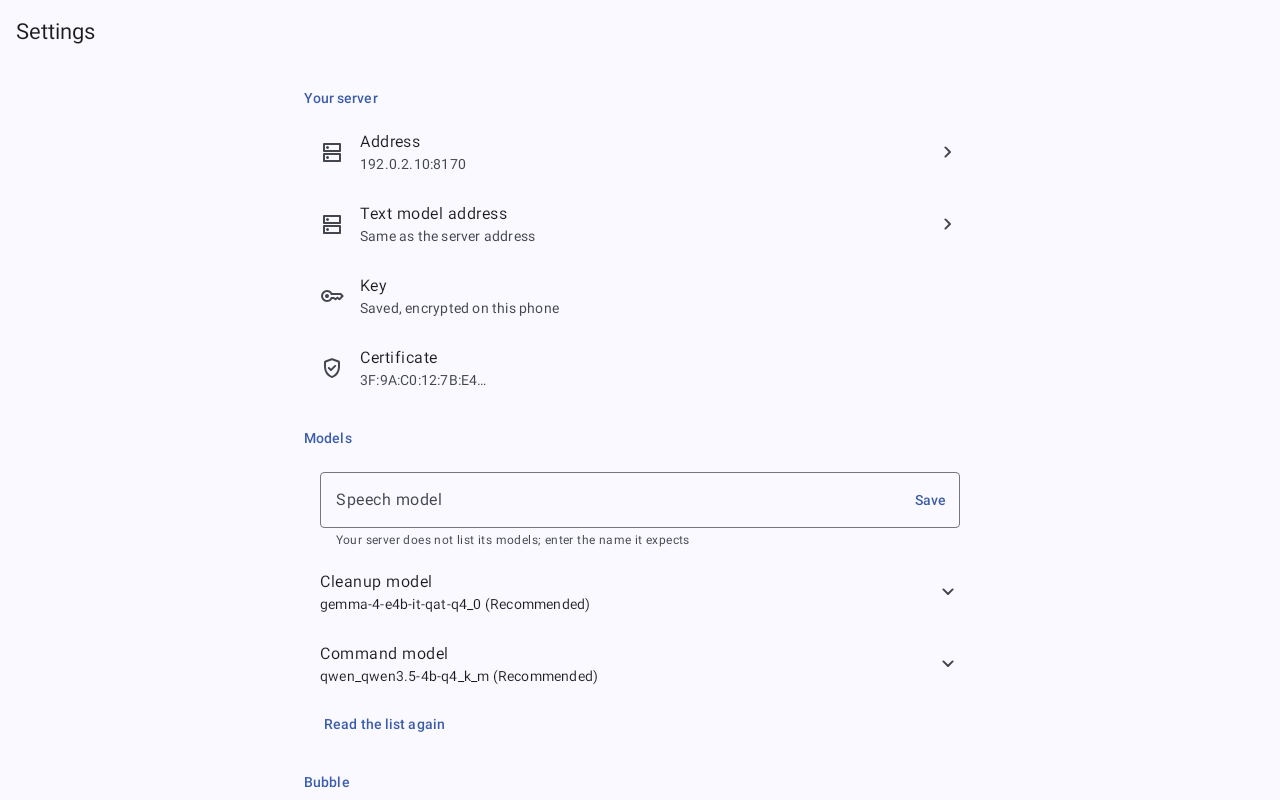 Settings
Your server
Address
192.0.2.10:8170
Text model address
Same as the server address
Key
Saved, encrypted on this phone
Certificate
3F:9A:C0:12:7B:E4…
Models
Speech model
Save
Your server does not list its models; enter the name it expects
Cleanup model
gemma-4-e4b-it-qat-q4_0 (Recommended)
Command model
qwen_qwen3.5-4b-q4_k_m (Recommended)
Read the list again
Bubble